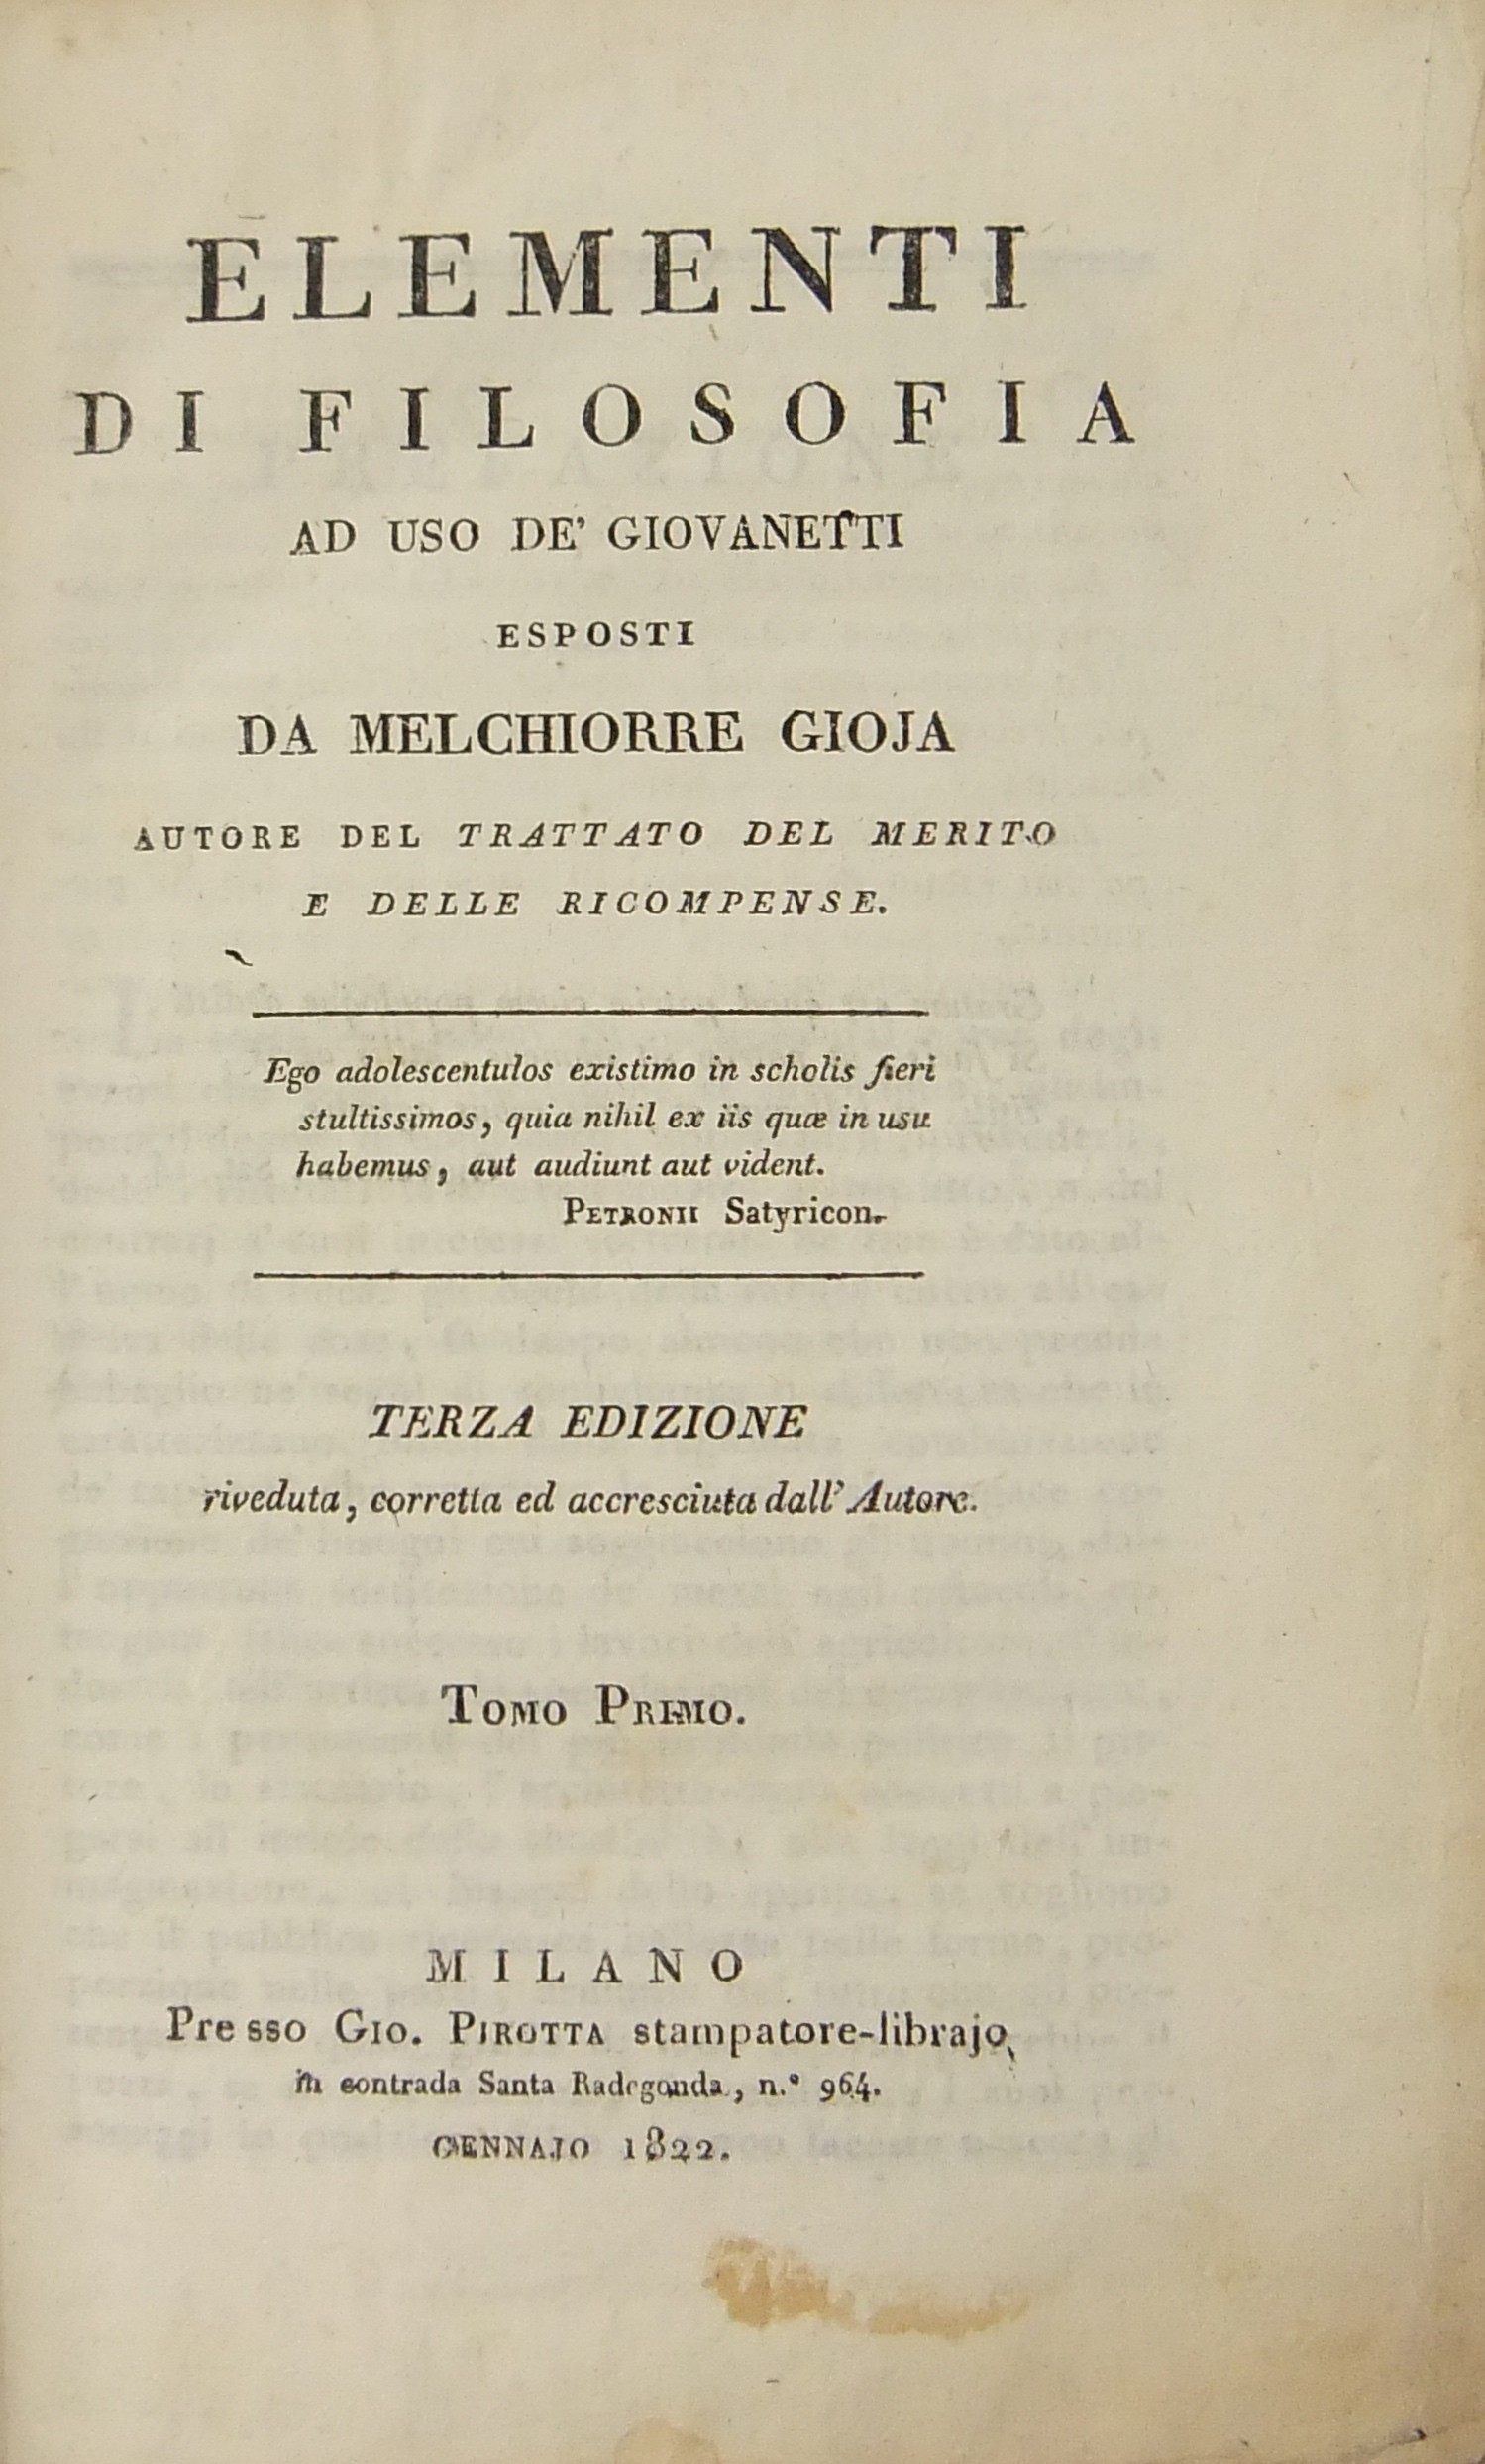 ELEMENTI
DI FILOSOFIA
AD USO DE' GIOVANETTI
ESPOSTI
DA MELCHIORRE GIOJA
AUTORE DEL TRATTATO DEL MERITO
E DELLE RICOMPENSE.
Ego adolescentulos existimo in scholis fieri
stultissimos, quia nihil ex iis quæ in usu
habemus, aut audiunt aut vident.
PETRONII Satyricon.
TERZA EDIZIONE
riveduta, corretta ed accresciuta dall' Autore.
TOMO PRIMO.
MILANO
Presso GIO. PIROTTA stampatore-librajo,
in contrada Santa Radegonda, n.º 964.
GENNAJO 1822.